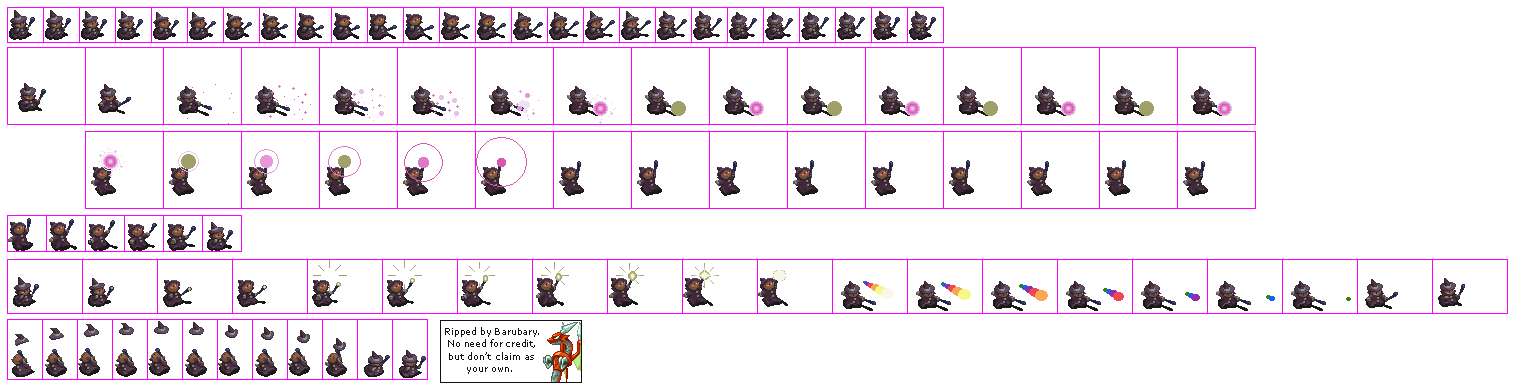 Ripped by Barubary.
No need for credit,
but don't claim as
your own.